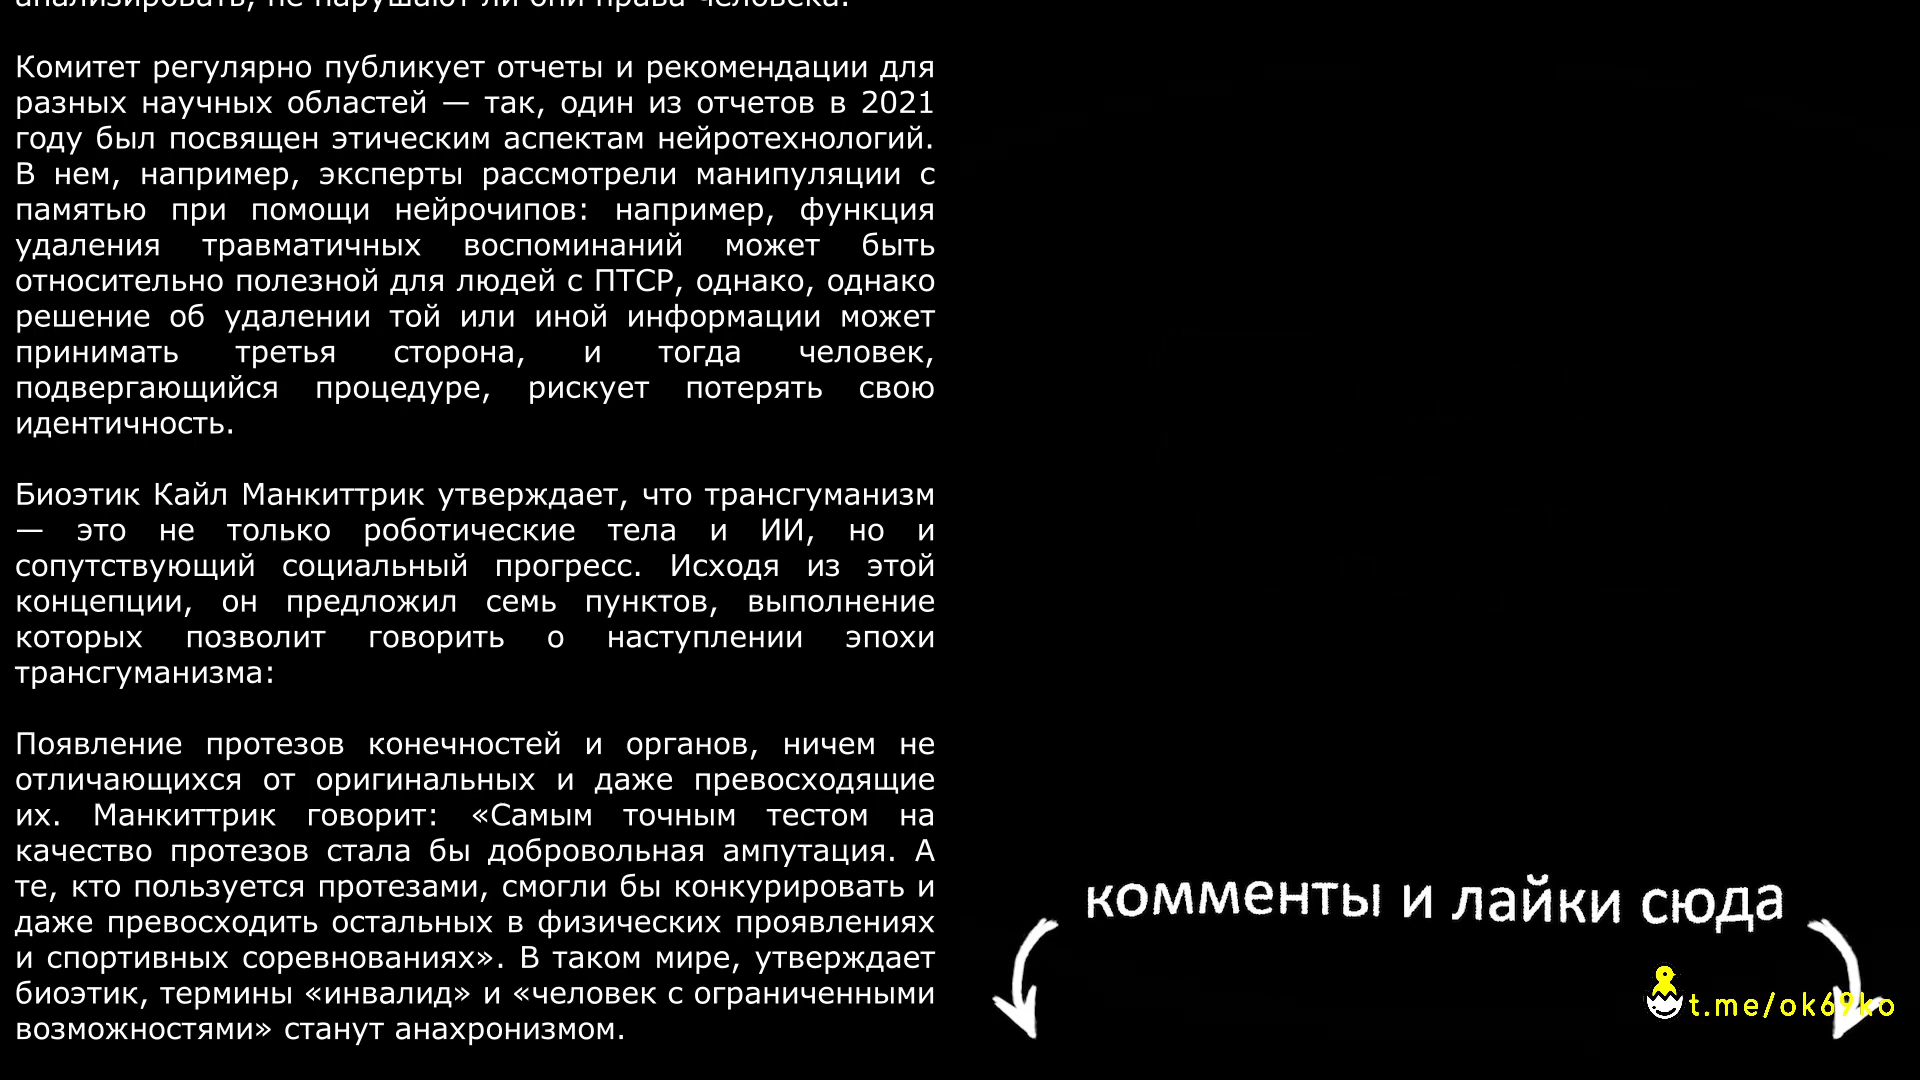 анализировать, не нарушают ли они права человека.
Комитет регулярно публикует отчеты и рекомендации для
разных научных областей — так, один из отчетов в 2021
году был посвящен этическим аспектам нейротехнологий.
В нем, например, эксперты рассмотрели манипуляции с
памятью при помощи нейрочипов: например, функция
удаления травматичных воспоминаний может быть
относительно полезной для людей с ПТСР, однако, однако
решение об удалении той или иной информации может
принимать третья сторона, и тогда человек,
подвергающийся процедуре, рискует потерять свою
идентичность.
Биоэтик Кайл Манкиттрик утверждает, что трансгуманизм
— это не только роботические тела и ИИ, но и
сопутствующий социальный прогресс. Исходя из этой
концепции, он предложил семь пунктов, выполнение
которых позволит говорить о наступлении эпохи
трансгуманизма:
Появление протезов конечностей и органов, ничем не
отличающихся от оригинальных и даже превосходящие
их. Манкиттрик говорит: «Самым точным тестом на
качество протезов стала бы добровольная ампутация. А
те, кто пользуется протезами, смогли бы конкурировать и
даже превосходить остальных в физических проявлениях
и спортивных соревнованиях». В таком мире, утверждает
биоэтик, термины «инвалид» и «человек с ограниченными
возможностями» станут анахронизмом.
комменты и лайки сюда
t.me/ok69ko